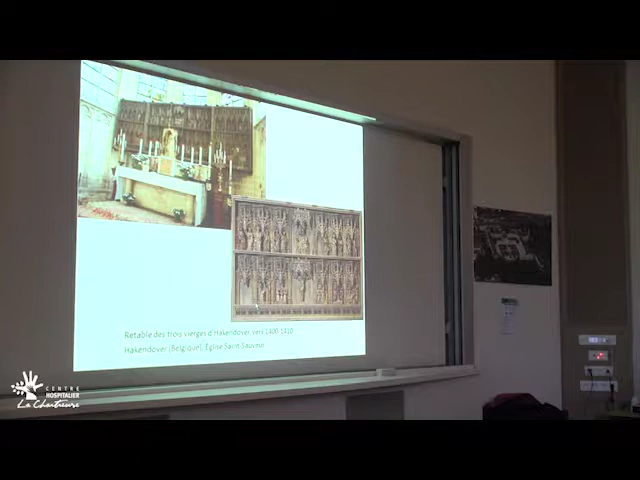 Retable des trois vierges d'Hakendover, vers 1400-1410
Hakendover (Belgique), Église Saint-Sauveur
CENTRE
HOSPITALIER
La Chartreuse